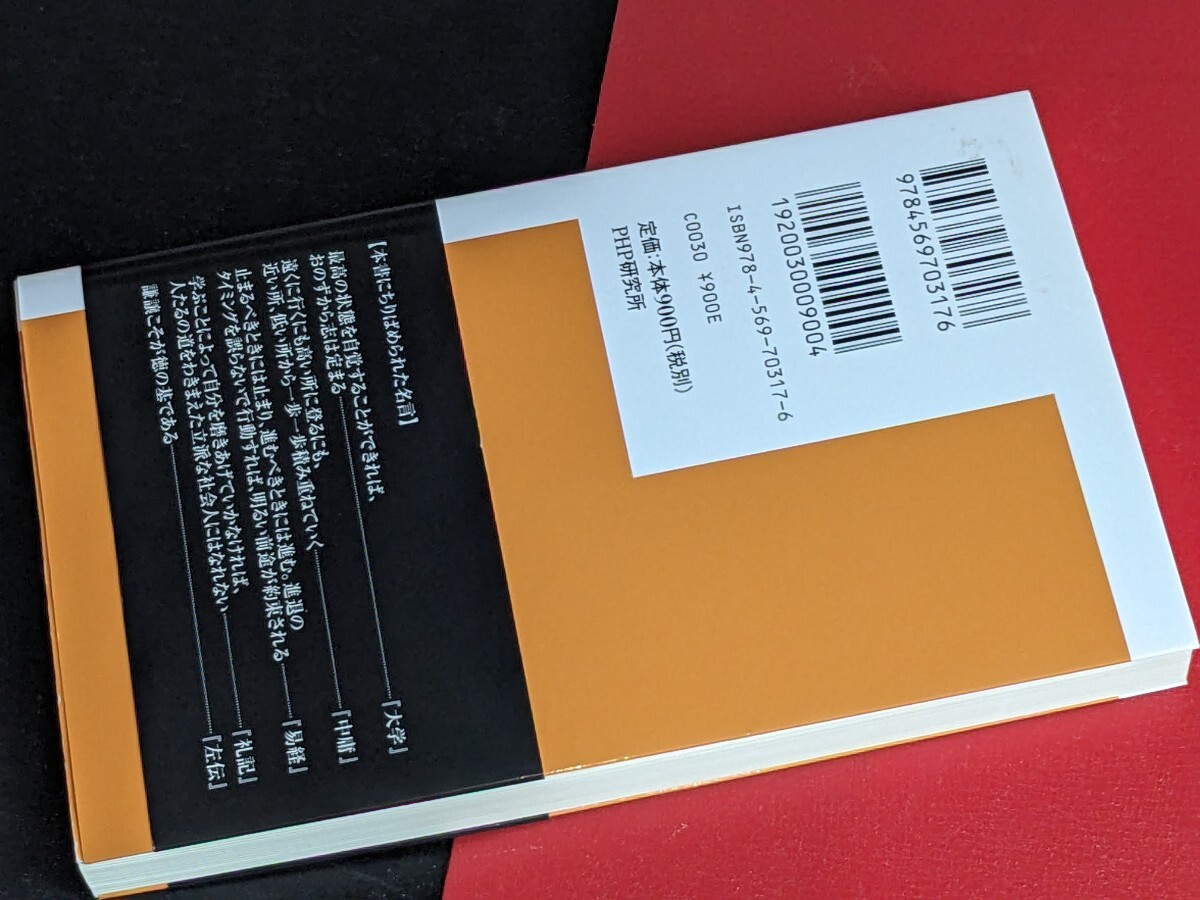 9784569703176
1920030009004
ISBN978-4-569-70317-6
C0030 ¥900E
定価:本体900円(税別)
PHP研究所
【本書にちりばめられた名言】
最高の状態を自覚することができれば、
おのずから志は定まる――『大学』
遠くに行くにも高い所に登るにも、
近い所、低い所から一歩一歩積み重ねていく――『中庸』
止まるべきときには止まり、進むべきときには進む。進退の
タイミングを誤らないで行動すれば、明るい前途が約束される――『易経』
学ぶことによって自分を磨きあげていかなければ、
人たるの道をわきまえた立派な社会人にはなれない――『礼記』
謙譲こそが徳の基である――『左伝』